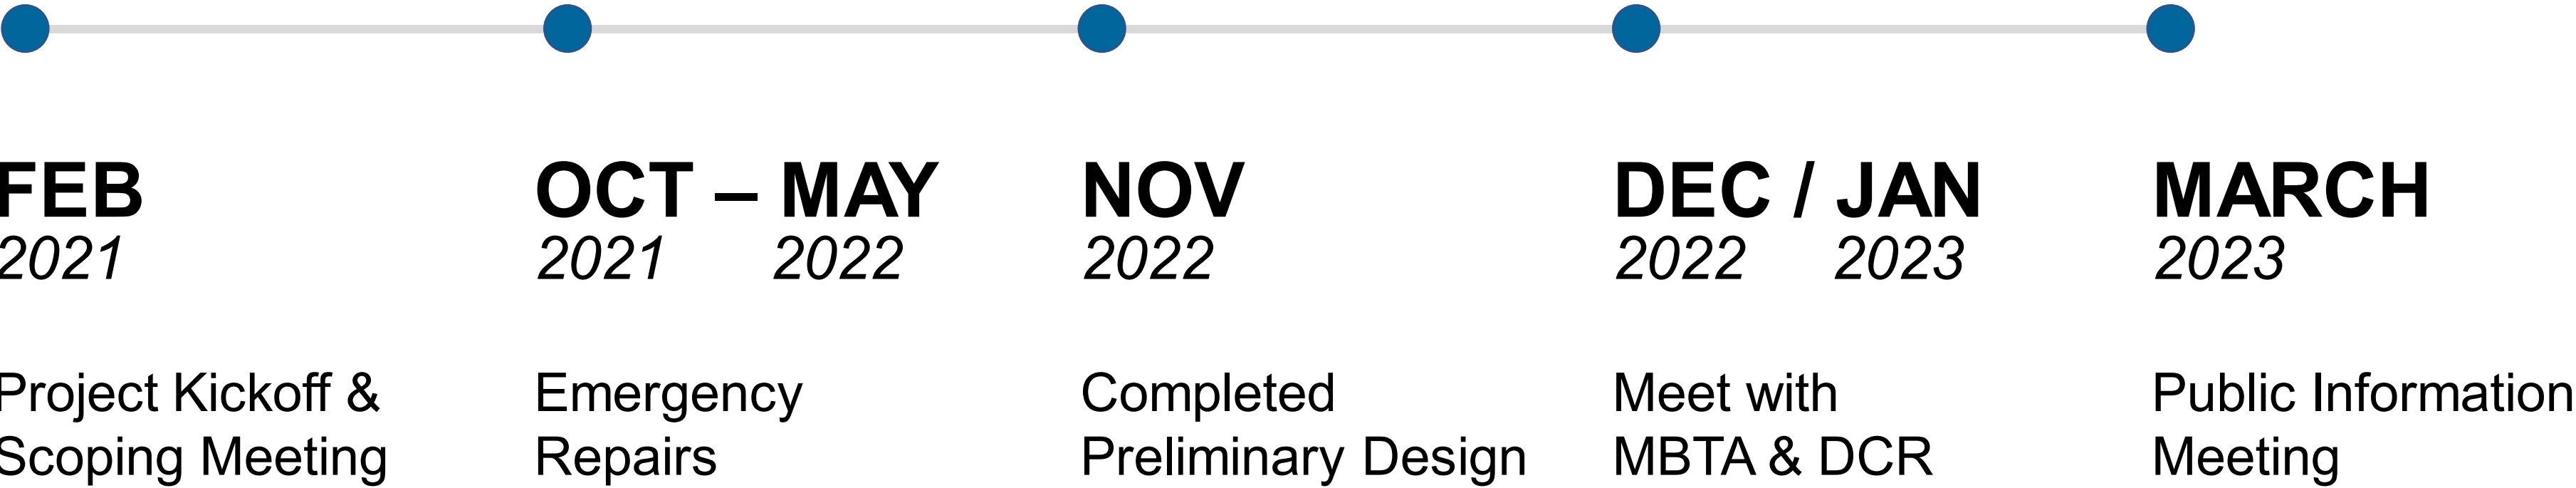 FEB
2021
Project Kickoff &
Scoping Meeting
OCT – MAY
2021 2022
Emergency
Repairs
NOV
2022
Completed
Preliminary Design
DEC / JAN
2022 2023
Meet with
MBTA & DCR
MARCH
2023
Public Information
Meeting